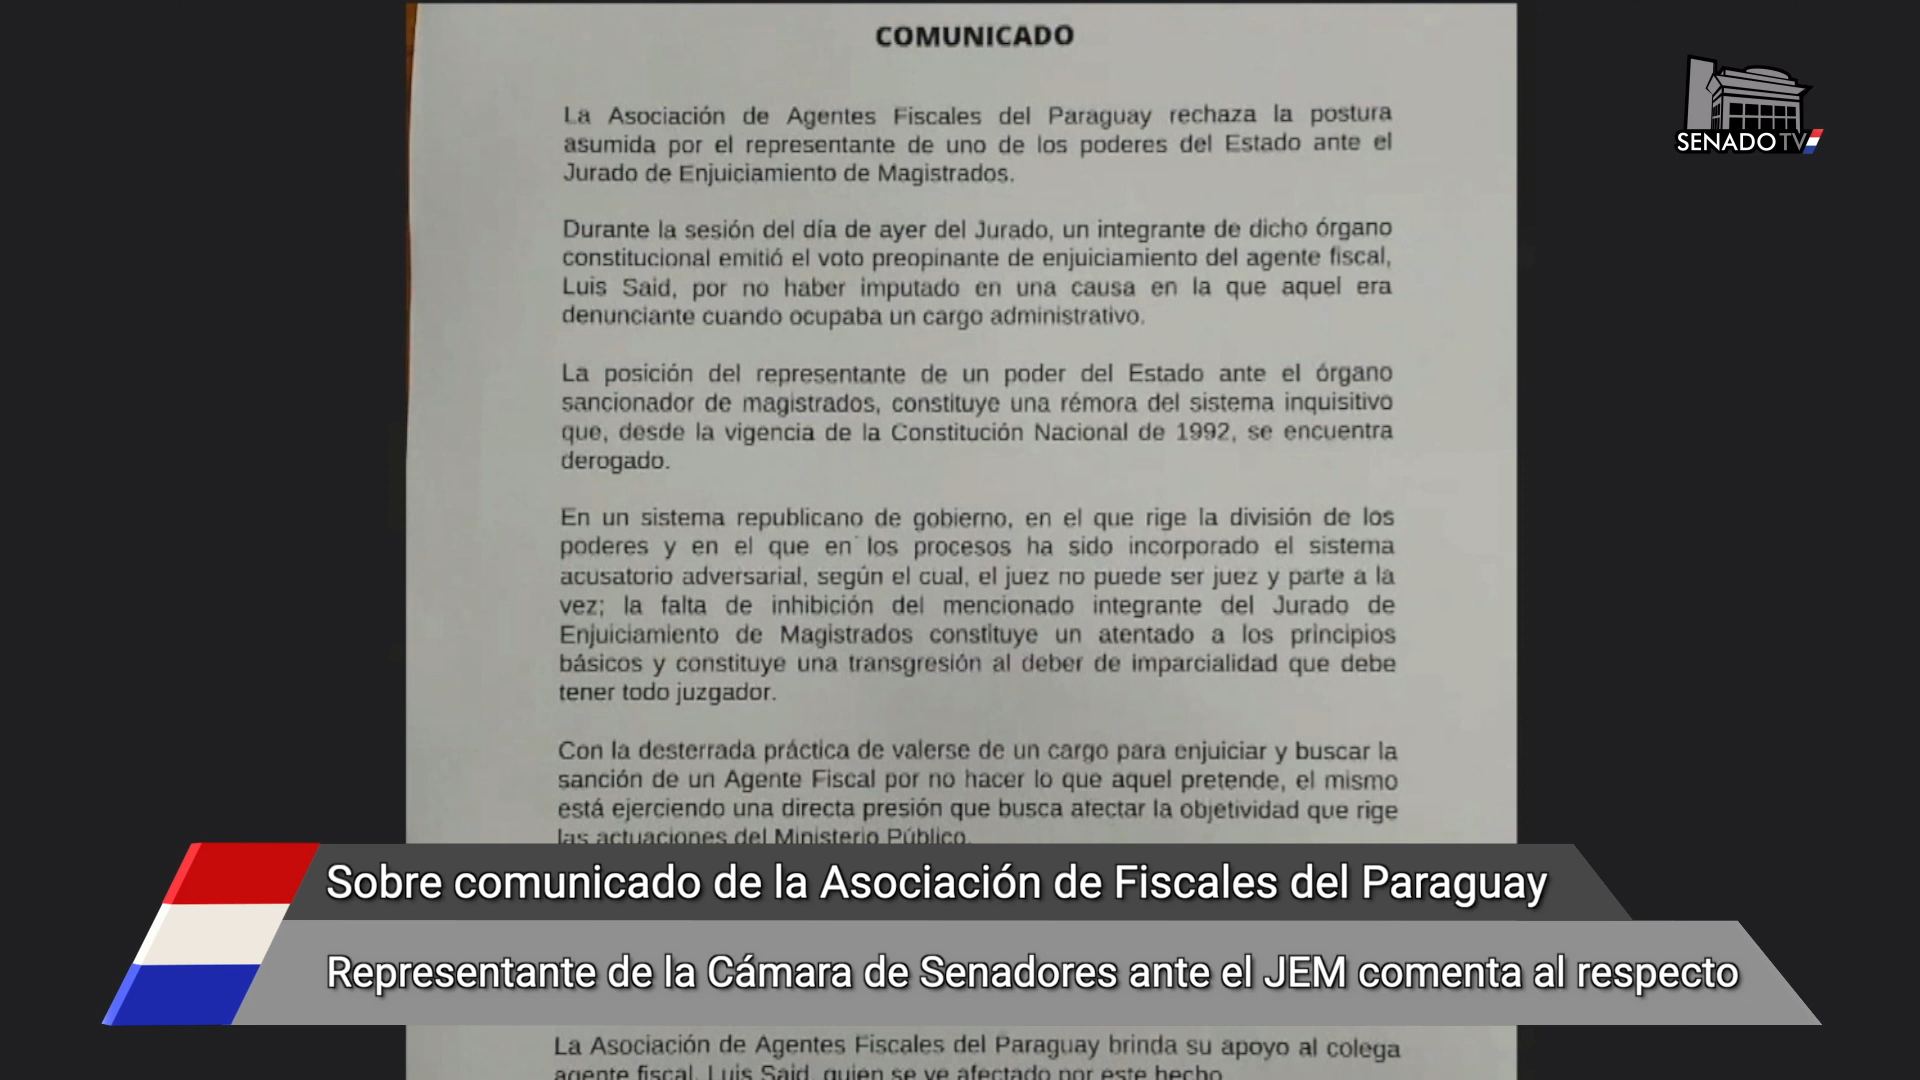 COMUNICADO
La Asociación de Agentes Fiscales del Paraguay rechaza la postura
asumida por el representante de uno de los poderes del Estado ante el
Jurado de Enjuiciamiento de Magistrados.
Durante la sesión del día de ayer del Jurado, un integrante de dicho órgano
constitucional emitió el voto preopinante de enjuiciamiento del agente fiscal,
Luis Said, por no haber imputado en una causa en la que aquel era
denunciante cuando ocupaba un cargo administrativo.
La posición del representante de un poder del Estado ante el órgano
sancionador de magistrados, constituye una rémora del sistema inquisitivo
que, desde la vigencia de la Constitución Nacional de 1992, se encuentra
derogado.
En un sistema republicano de gobierno, en el que rige la división de los
poderes y en el que en los procesos ha sido incorporado el sistema
acusatorio adversarial, según el cual, el juez no puede ser juez y parte a la
vez; la falta de inhibición del mencionado integrante del Jurado de
Enjuiciamiento de Magistrados constituye un atentado a los principios
básicos y constituye una transgresión al deber de imparcialidad que debe
tener todo juzgador.
Con la desterrada práctica de valerse de un cargo para enjuiciar y buscar la
sanción de un Agente Fiscal por no hacer lo que aquel pretende, el mismo
está ejerciendo una directa presión que busca afectar la objetividad que rige
las actuaciones del Ministerio Público.
La Asociación de Agentes Fiscales del Paraguay brinda su apoyo al colega
agente fiscal, Luis Said, quien se ve afectado por este hecho.
SENADO TV
Sobre comunicado de la Asociación de Fiscales del Paraguay
Representante de la Cámara de Senadores ante el JEM comenta al respecto